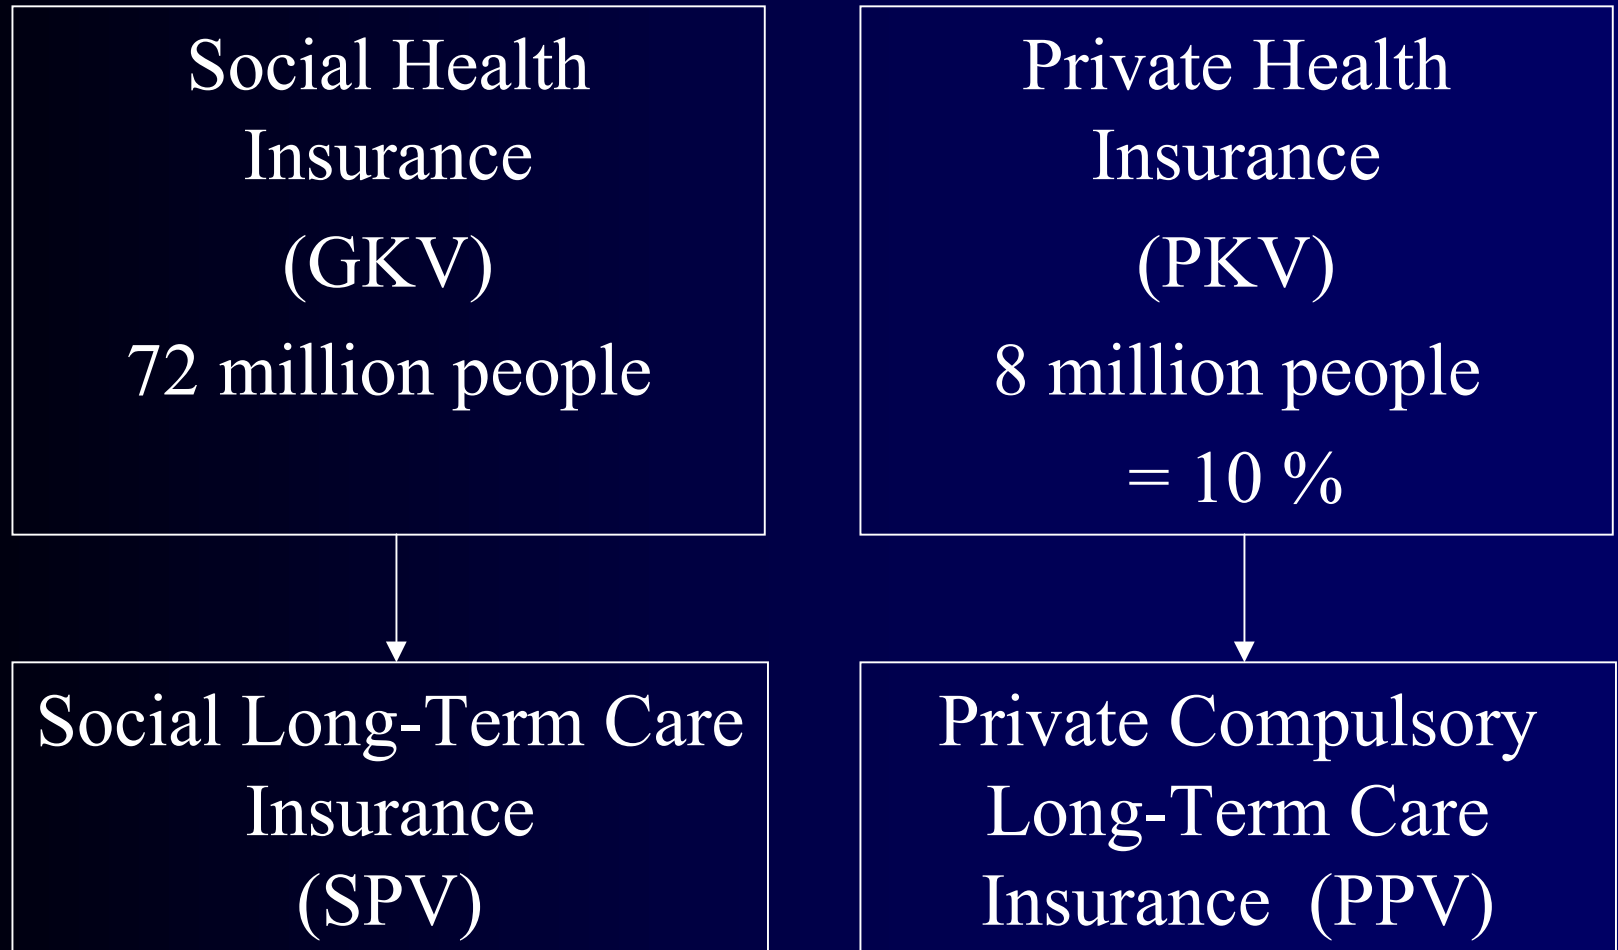 Social Health
Insurance
(GKV)
72 million people
Private Health
Insurance
(PKV)
8 million people
= 10 %
Social Long-Term Care
Insurance
(SPV)
Private Compulsory
Long-Term Care
Insurance (PPV)